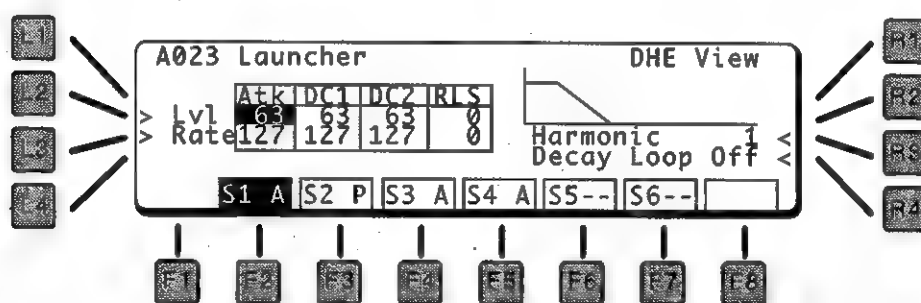 L1
R1
A023 Launcher DHE View
L2
R2
Atk DC1 DC2 RLS
> Lvl 63 63 63 0
> Rate 127 127 127 0
Harmonic 1 <
Decay Loop Off <
L3
R3
L4
R4
S1 A S2 P S3 A S4 A S5-- S6--
F1 F2 F3 F4 F5 F6 F7 F8